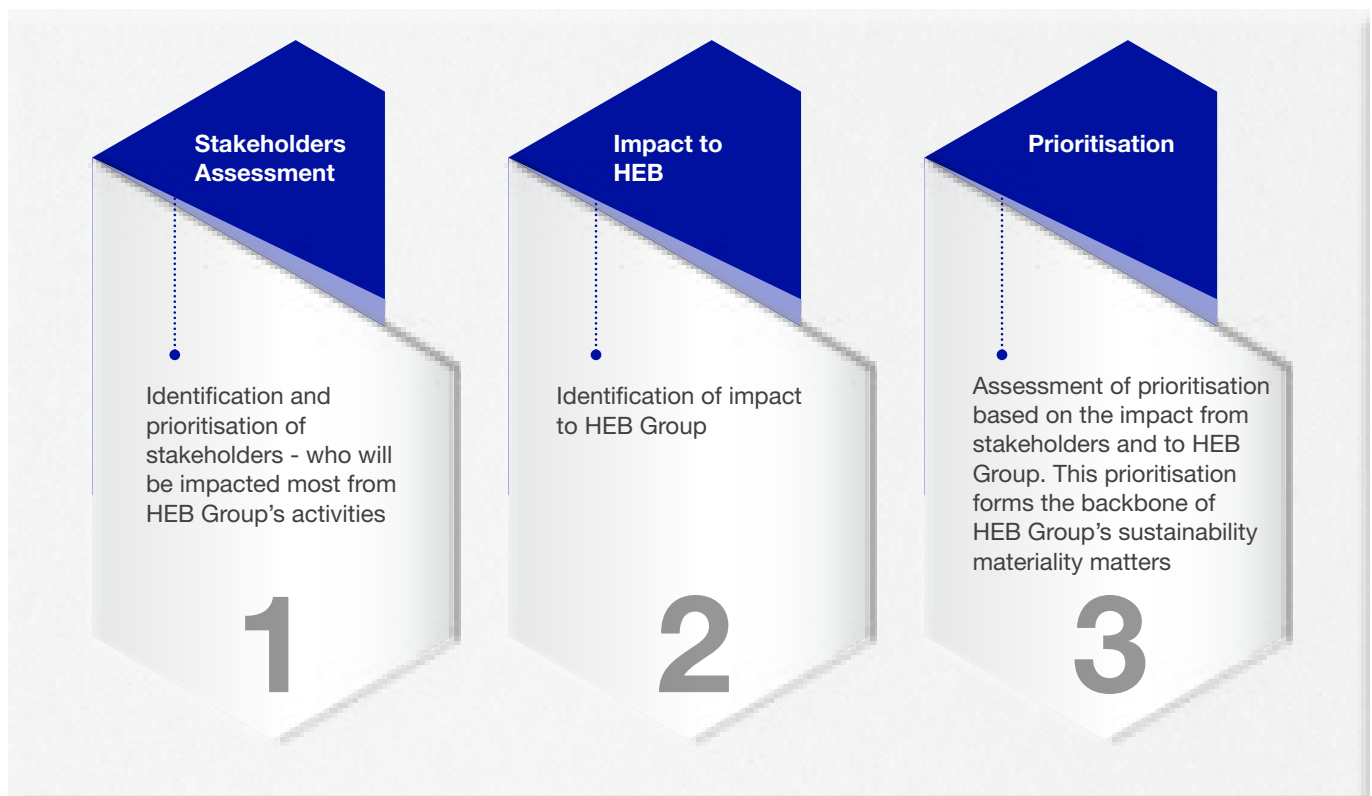 Stakeholders
Assessment
Identification and
prioritisation of
stakeholders - who will
be impacted most from
HEB Group’s activities
1
Impact to
HEB
Identification of impact
to HEB Group
2
Prioritisation
Assessment of prioritisation
based on the impact from
stakeholders and to HEB
Group. This prioritisation
forms the backbone of
HEB Group’s sustainability
materiality matters
3